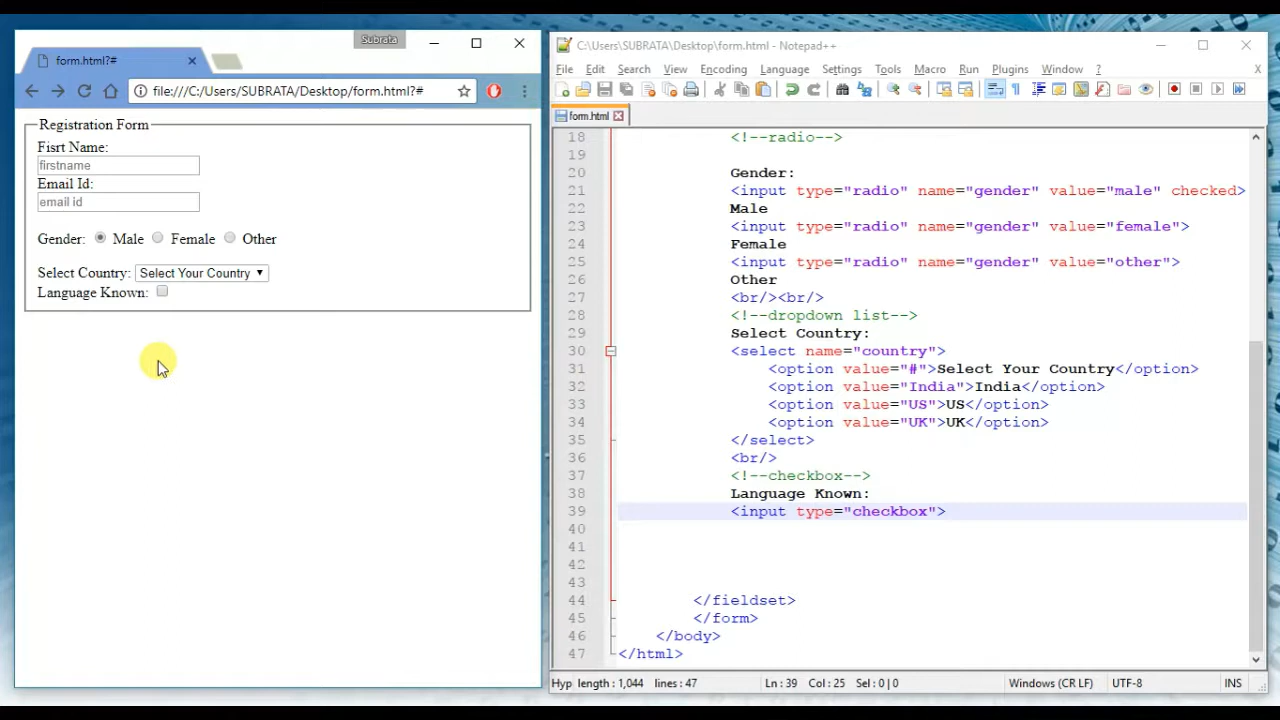 Subrata
form.html?#
file:///C:/Users/SUBRATA/Desktop/form.html?#
Registration Form
Fisrt Name:
firstname
Email Id:
email id
Gender: Male Female Other
Select Country: Select Your Country
Language Known:
C:\Users\SUBRATA\Desktop\form.html - Notepad++
File Edit Search View Encoding Language Settings Tools Macro Run Plugins Window ? X
form.html
18 <!--radio-->
19
20 Gender:
21 <input type="radio" name="gender" value="male" checked>
22 Male
23 <input type="radio" name="gender" value="female">
24 Female
25 <input type="radio" name="gender" value="other">
26 Other
27 <br/><br/>
28 <!--dropdown list-->
29 Select Country:
30 <select name="country">
31 <option value="#">Select Your Country</option>
32 <option value="India">India</option>
33 <option value="US">US</option>
34 <option value="UK">UK</option>
35 </select>
36 <br/>
37 <!--checkbox-->
38 Language Known:
39 <input type="checkbox">
40
41
42
43
44 </fieldset>
45 </form>
46 </body>
47 </html>
Hyp length : 1,044 lines : 47 Ln : 39 Col : 25 Sel : 0 | 0 Windows (CR LF) UTF-8 INS